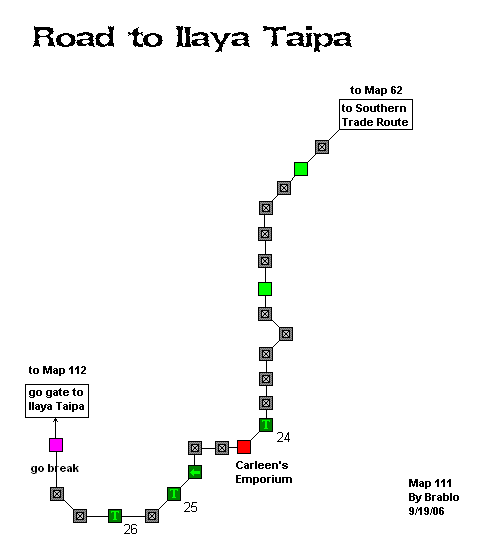 Road to Ilaya Taipa
to Map 62
to Southern
Trade Route
to Map 112
go gate to
Ilaya Taipa
go break
T
24
Carleen's
Emporium
T
25
T
26
Map 111
By Brablo
9/19/06